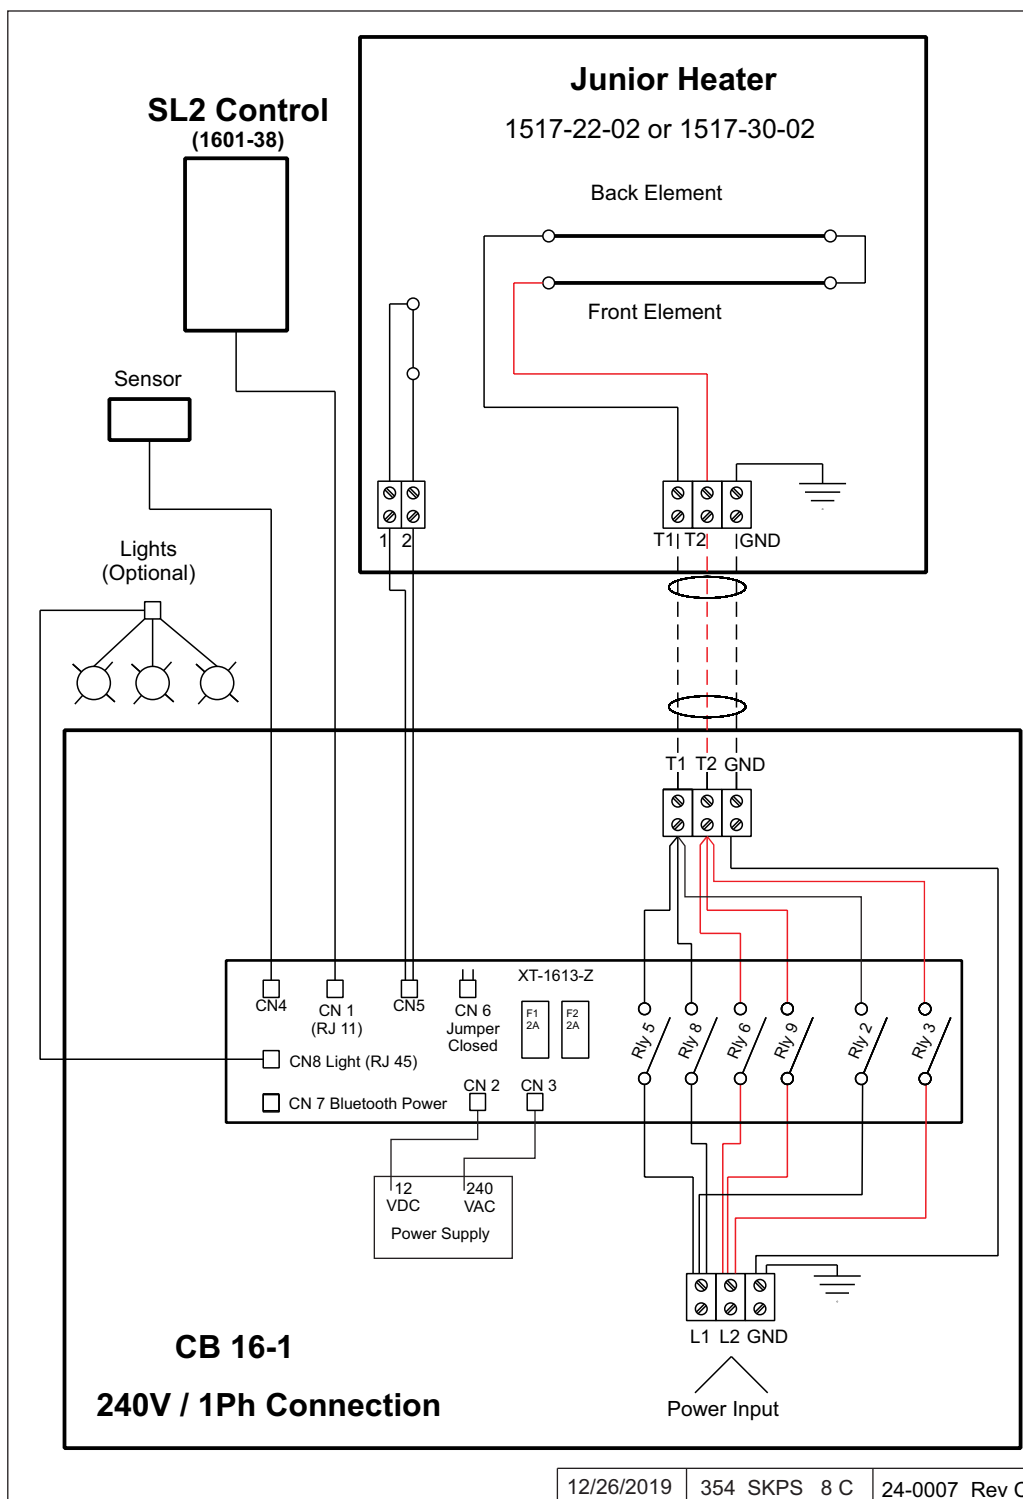 Junior Heater
1517-22-02 or 1517-30-02
SL2 Control
(1601-38)
Back Element
Front Element
Sensor
Lights
(Optional)
1 2
T1 T2 GND
T1 T2 GND
XT-1613-Z
CN4
CN 1
(RJ 11)
CN5
CN 6
Jumper
Closed
F1
2A
F2
2A
Rly 5
Rly 8
Rly 6
Rly 9
Rly 2
Rly 3
CN8 Light (RJ 45)
CN 7 Bluetooth Power
CN 2
CN 3
12
VDC
240
VAC
Power Supply
L1 L2 GND
Power Input
CB 16-1
240V / 1Ph Connection
12/26/2019 354 SKPS 8 C 24-0007 Rev C